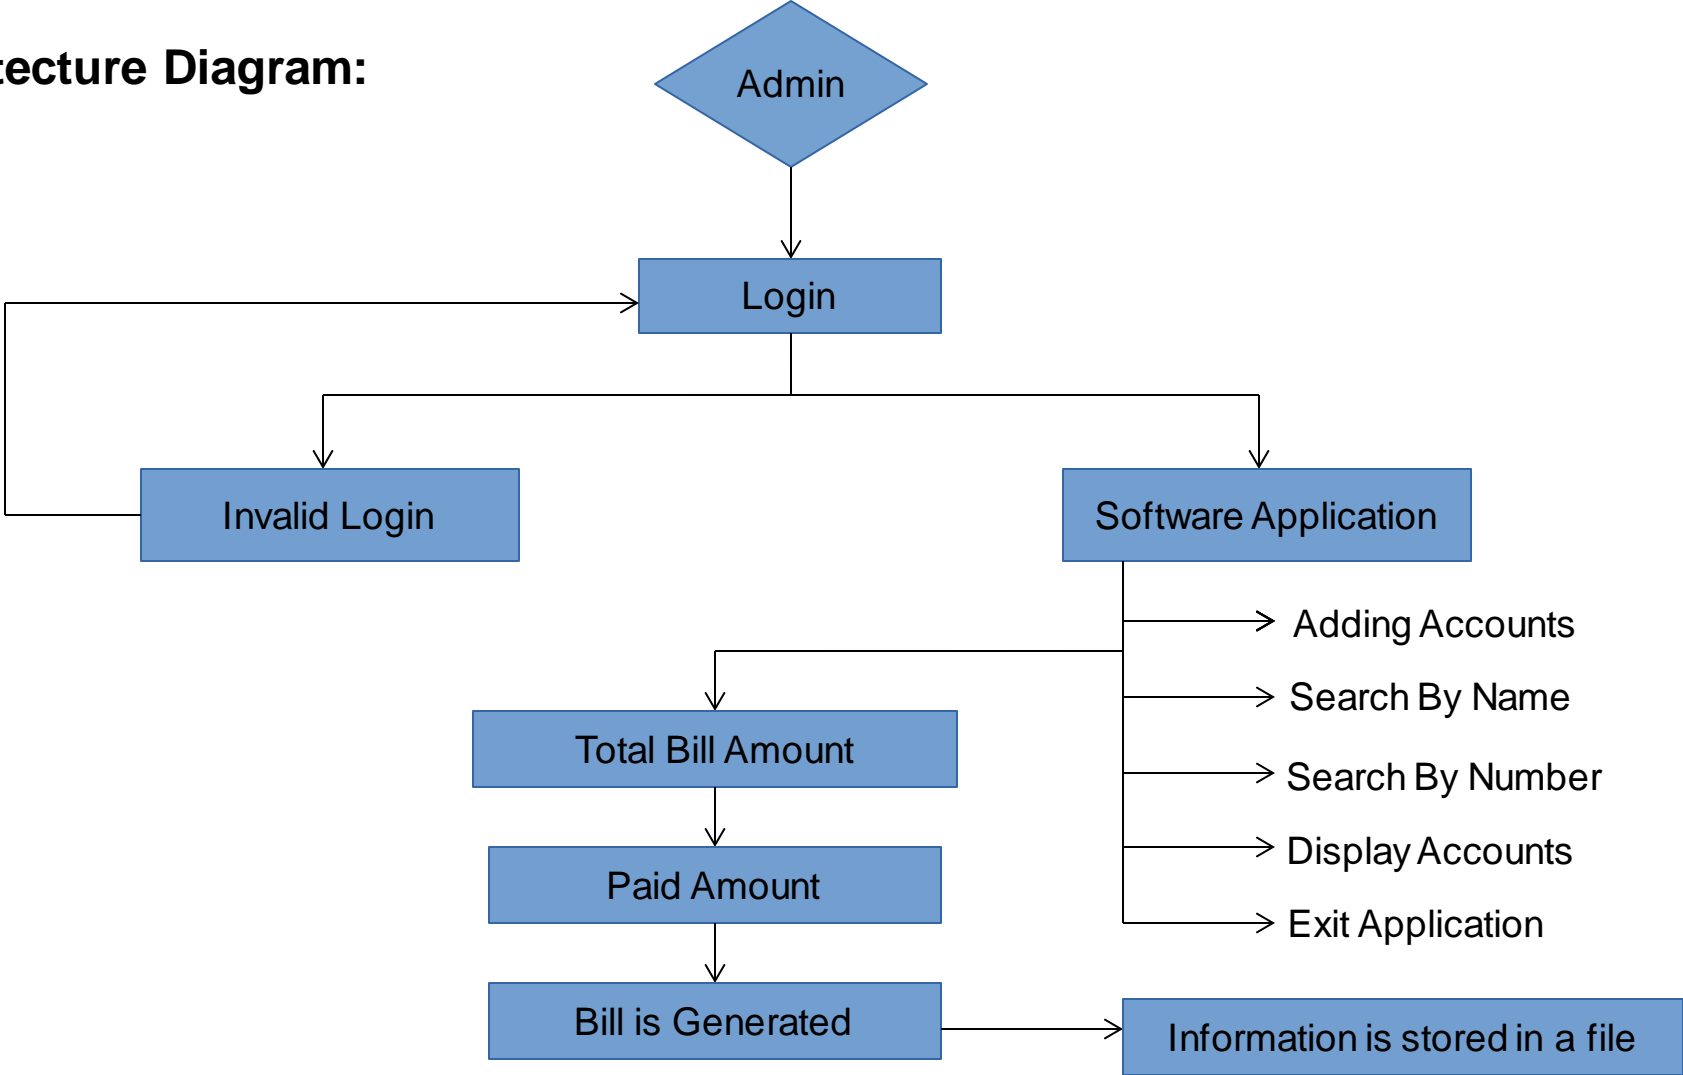 tecture Diagram:
Admin
Login
Invalid Login
Software Application
Adding Accounts
Search By Name
Total Bill Amount
Search By Number
Display Accounts
Paid Amount
Exit Application
Bill is Generated
Information is stored in a file